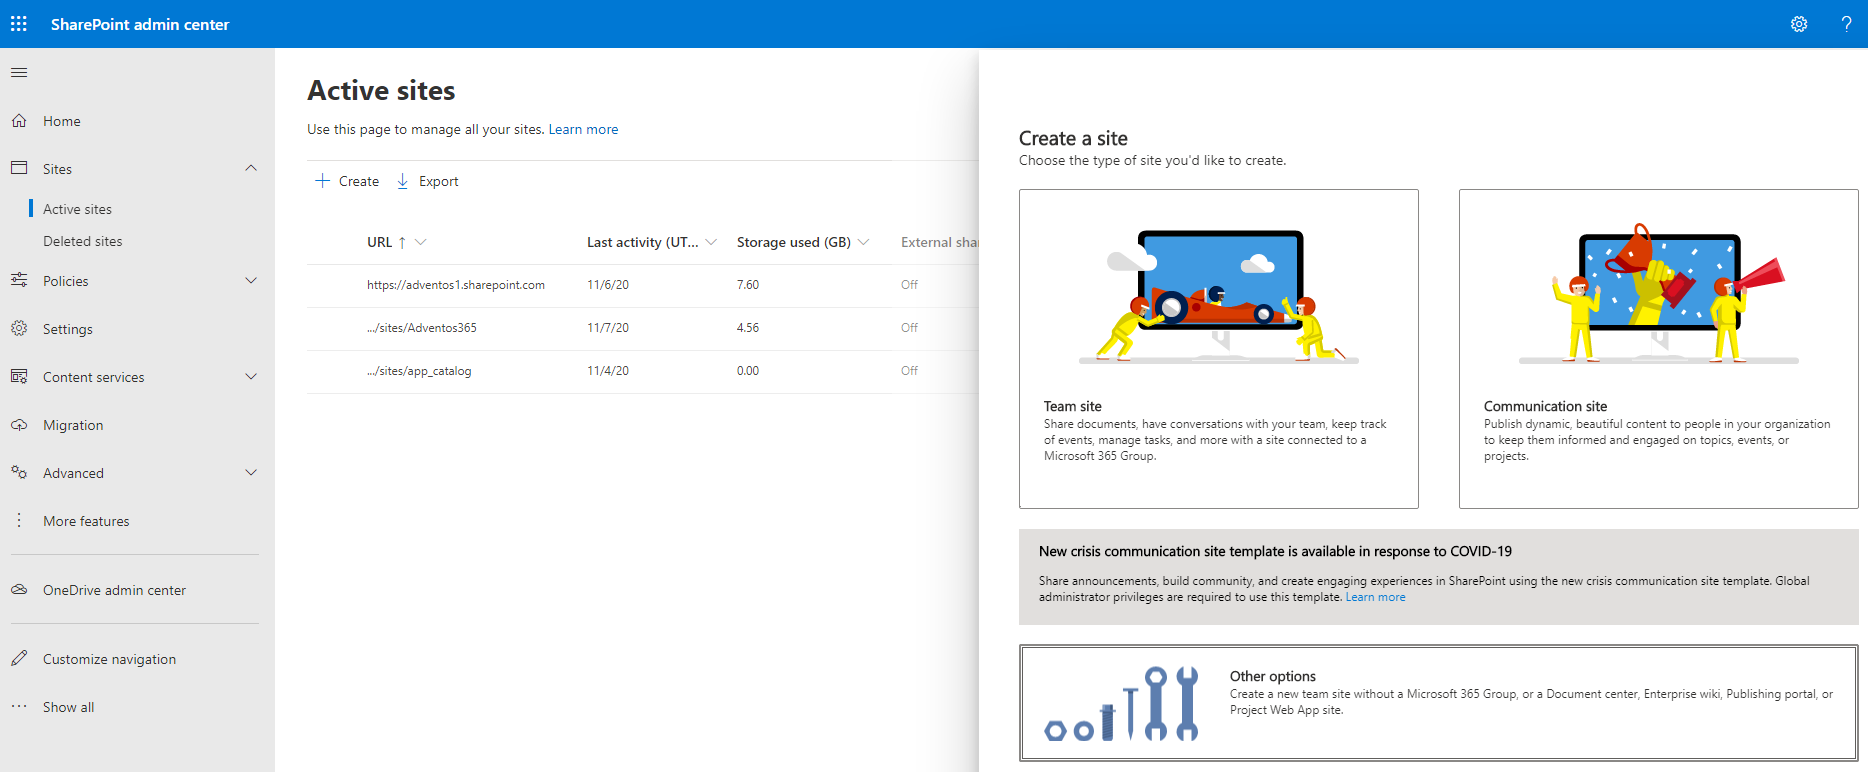 SharePoint admin center
Home
Sites
Active sites
Deleted sites
Policies
Settings
Content services
Migration
Advanced
More features
OneDrive admin center
Customize navigation
Show all
Active sites
Use this page to manage all your sites. Learn more
Create Export
URL ↑ Last activity (UT... Storage used (GB) External sha
https://adventos1.sharepoint.com 11/6/20 7.60 Off
.../sites/Adventos365 11/7/20 4.56 Off
.../sites/app_catalog 11/4/20 0.00 Off
Create a site
Choose the type of site you'd like to create.
Team site
Share documents, have conversations with your team, keep track
of events, manage tasks, and more with a site connected to a
Microsoft 365 Group.
Communication site
Publish dynamic, beautiful content to people in your organization
to keep them informed and engaged on topics, events, or
projects.
New crisis communication site template is available in response to COVID-19
Share announcements, build community, and create engaging experiences in SharePoint using the new crisis communication site template. Global
administrator privileges are required to use this template. Learn more
Other options
Create a new team site without a Microsoft 365 Group, or a Document center, Enterprise wiki, Publishing portal, or
Project Web App site.